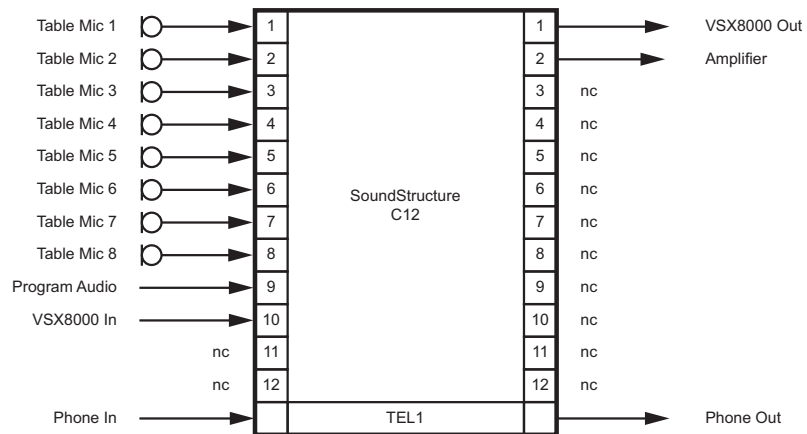 Table Mic 1 1 1 VSX8000 Out
Table Mic 2 2 2 Amplifier
Table Mic 3 3 3 nc
Table Mic 4 4 4 nc
Table Mic 5 5 5 nc
Table Mic 6 6 6 nc
SoundStructure
C12
Table Mic 7 7 7 nc
Table Mic 8 8 8 nc
Program Audio 9 9 nc
VSX8000 In 10 10 nc
nc 11 11 nc
nc 12 12 nc
Phone In TEL1 Phone Out